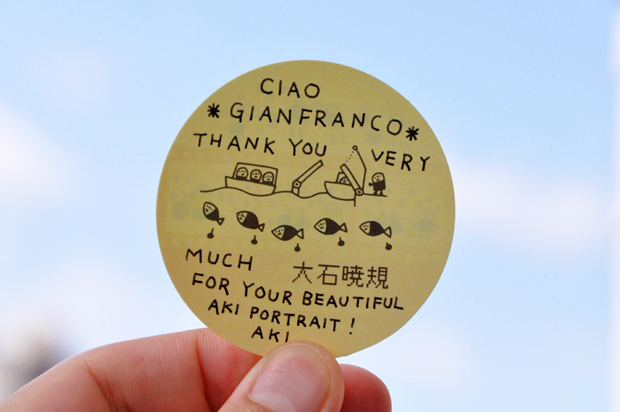 CIAO
*GIANFRANCO*
THANK YOU VERY
MUCH 大石暁規
FOR YOUR BEAUTIFUL
AKI PORTRAIT!
AKI